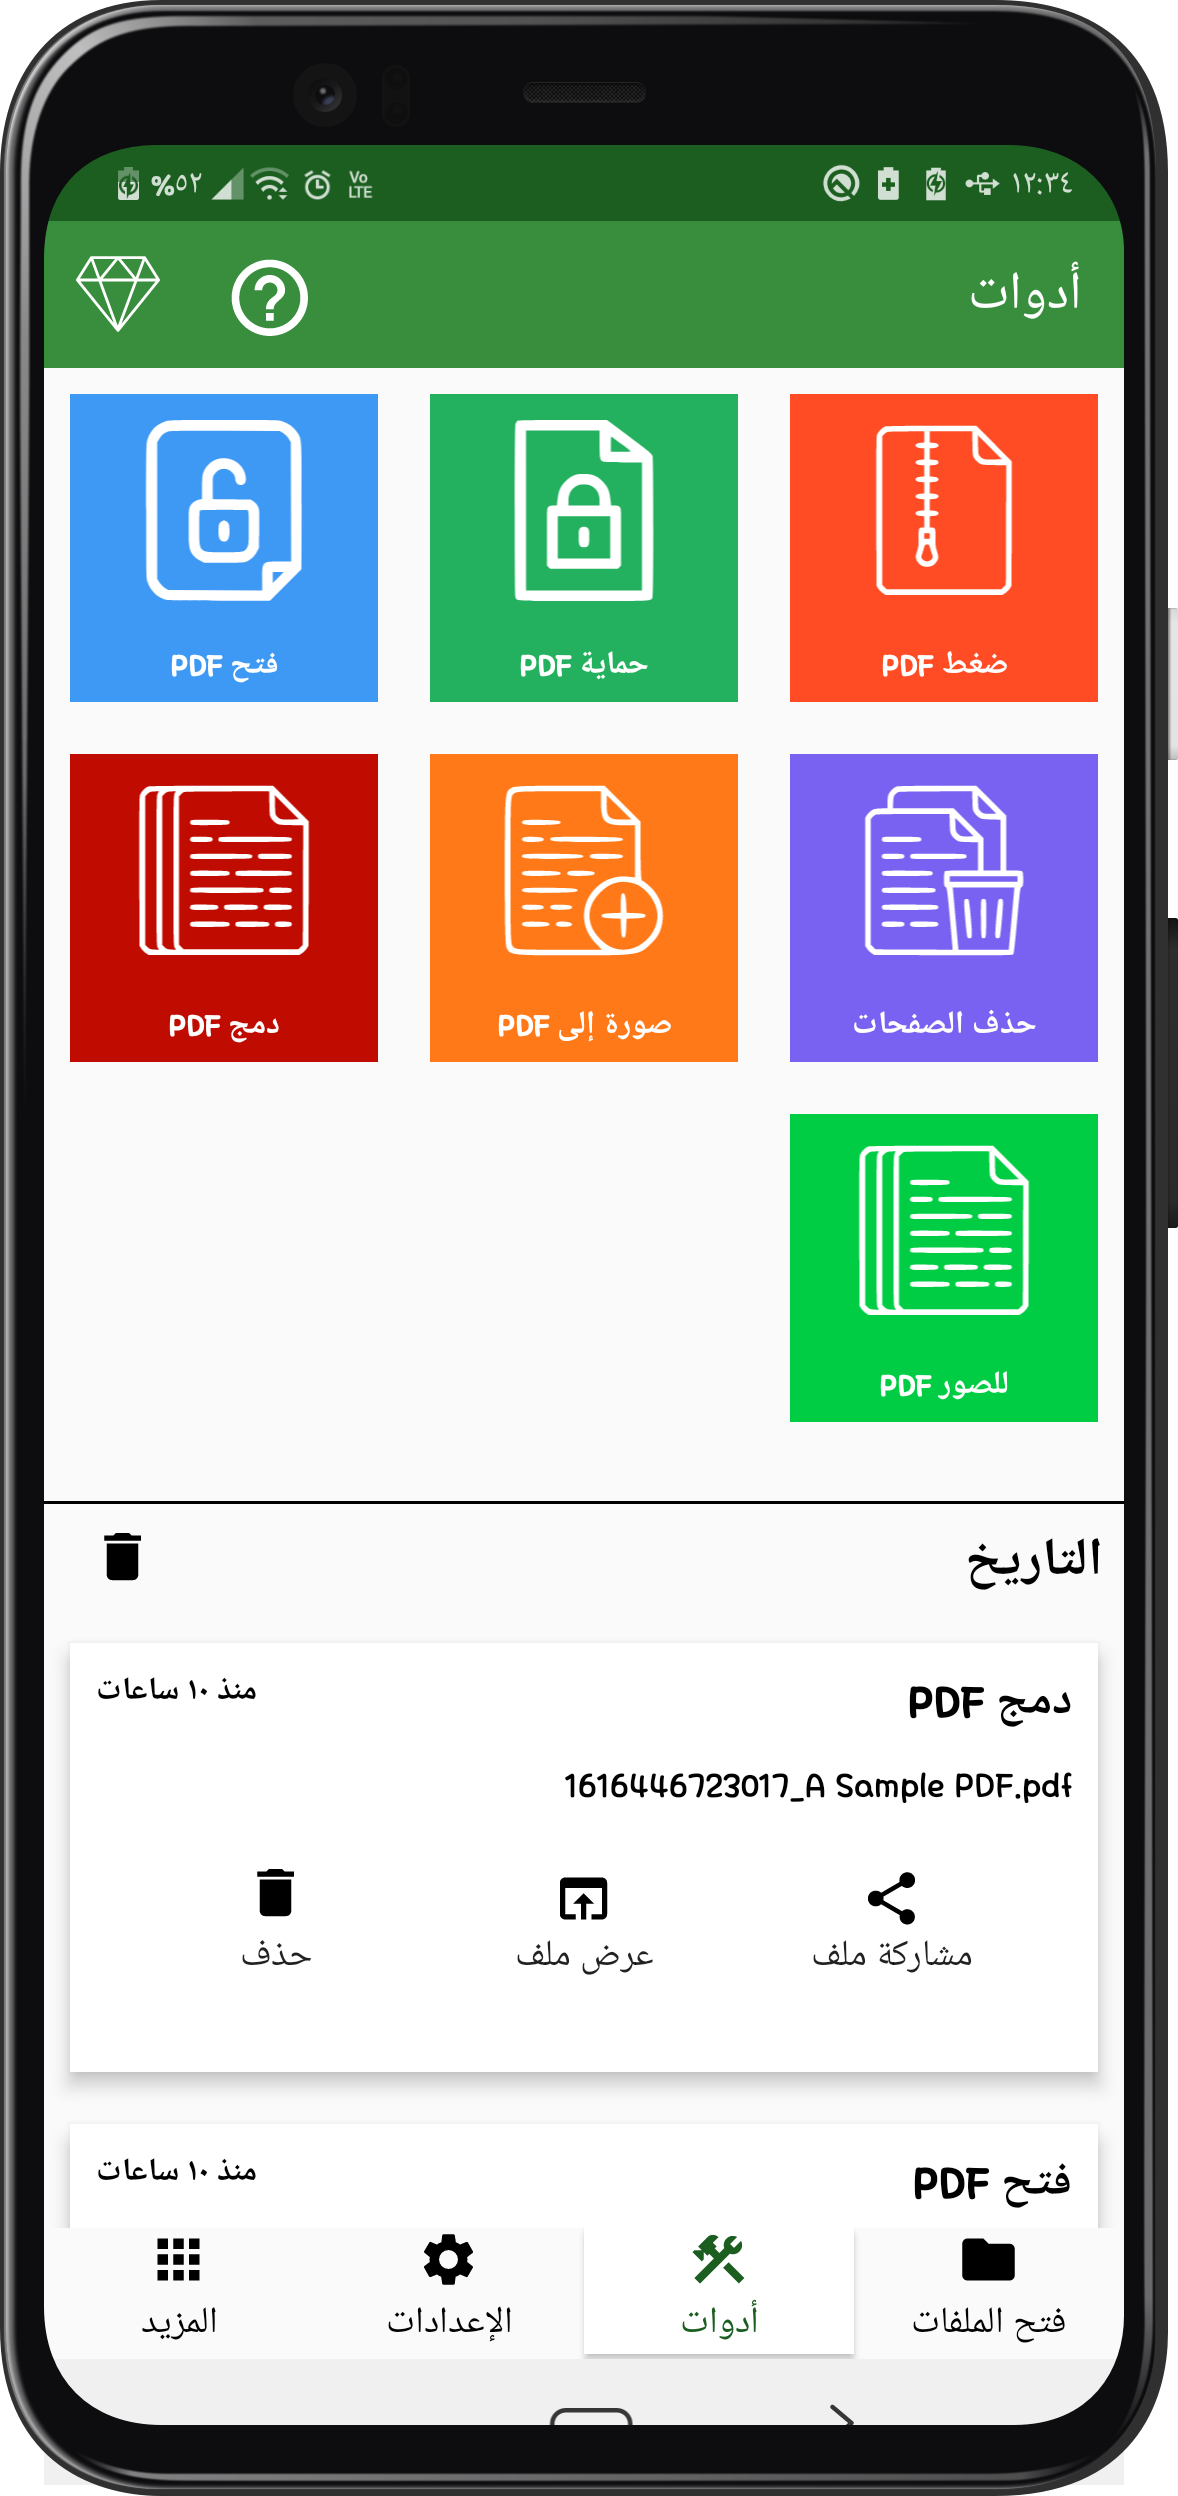 ١٢:٣٤
Vo
LTE
%٥٢
أدوات
ضغط PDF
حماية PDF
فتح PDF
حذف الصفحات
صورة إلى PDF
دمج PDF
للصور PDF
التاريخ
دمج PDF
منذ ١٠ ساعات
1616446723017_A Sample PDF.pdf
مشاركة ملف
عرض ملف
حذف
فتح PDF
منذ ١٠ ساعات
فتح الملفات
أدوات
الإعدادات
المزيد